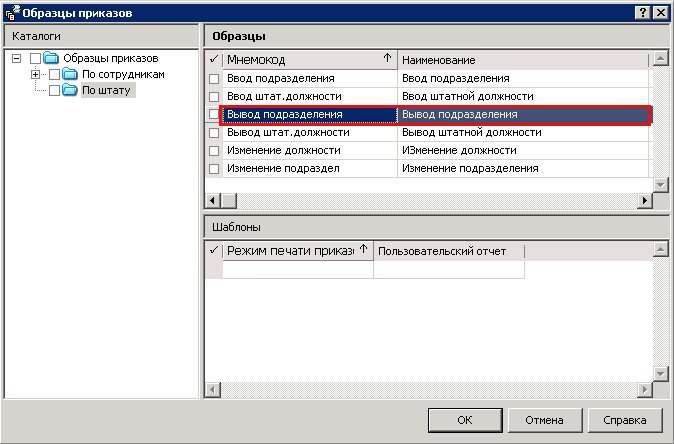 Образцы приказов
Каталоги
Образцы приказов
По сотрудникам
По штату
Образцы
Мнемокод Наименование
Ввод подразделения Ввод подразделения
Ввод штат.должности Ввод штатной должности
Вывод подразделения Вывод подразделения
Вывод штат.должности Вывод штатной должности
Изменение должности ИЗменение должности
Изменение подраздел Изменение подразделения
Шаблоны
Режим печати приказо Пользовательский отчет
OK Отмена Справка